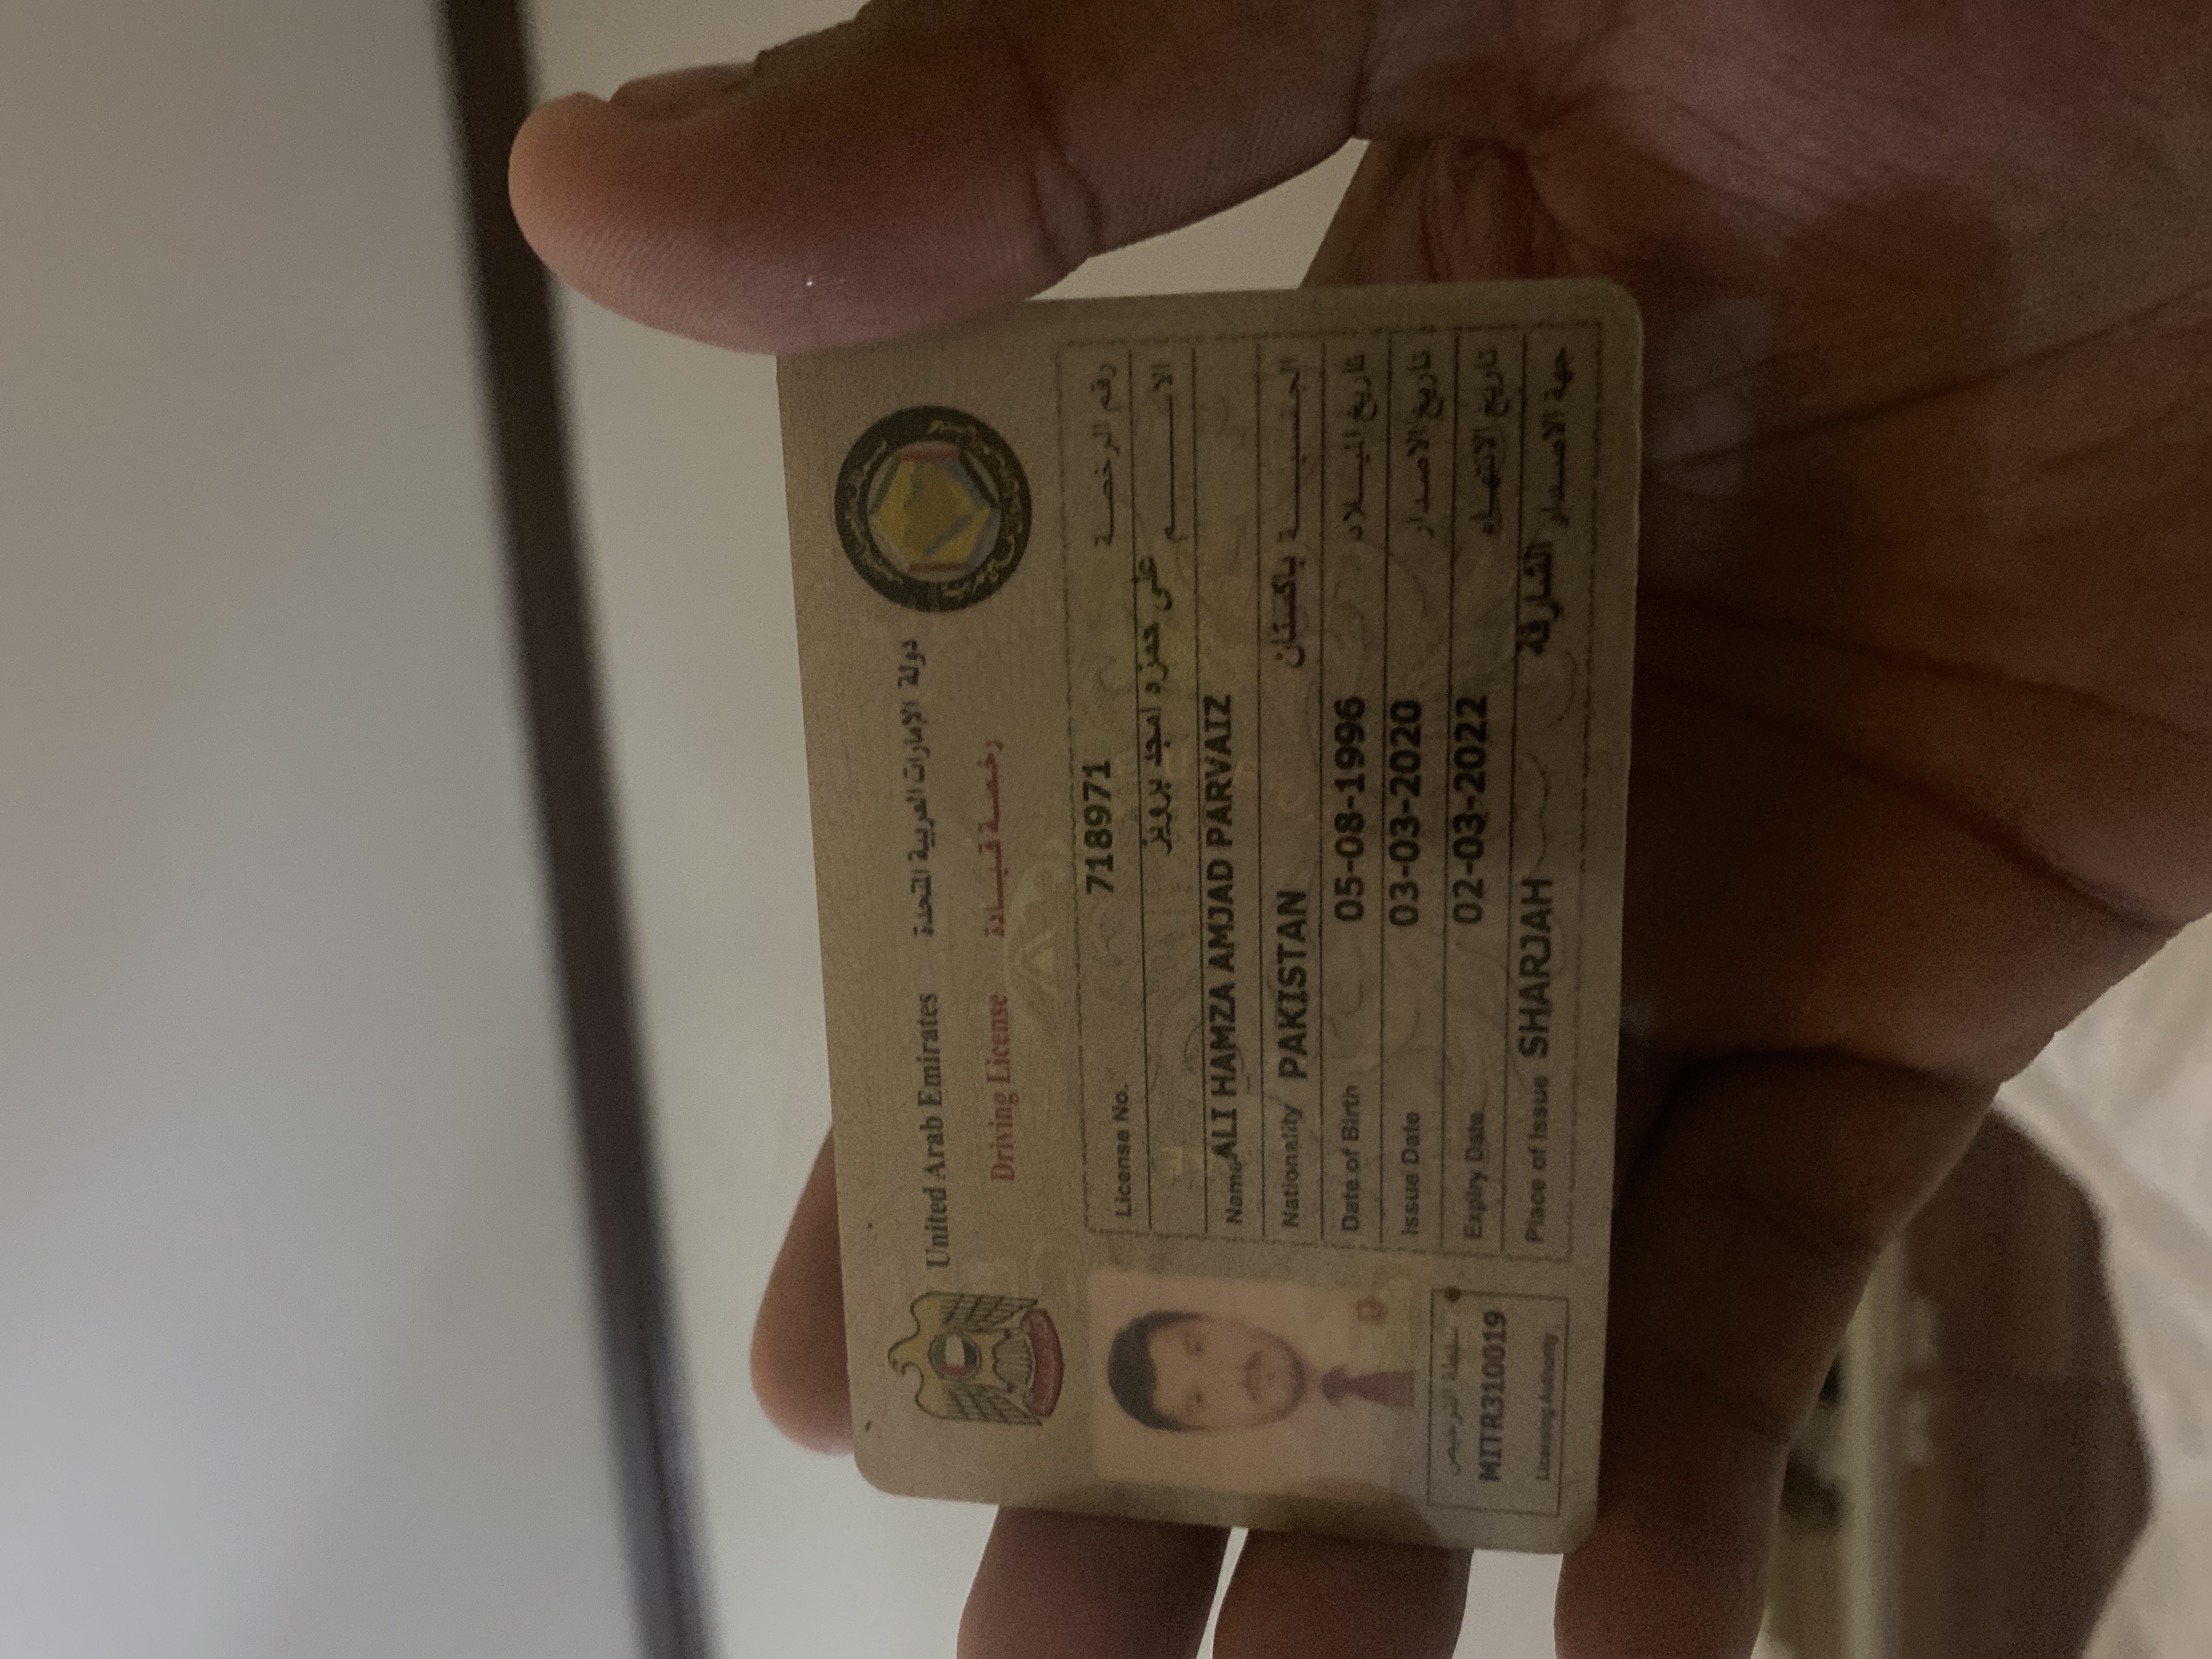 United Arab Emirates دولة الإمارات العربية المتحدة
Driving License رخصة قيادة
License No. 718971 رقم الرخصة
علي حمزه امجد برويز الاسم
Name ALI HAMZA AMJAD PARVAIZ
Nationality PAKISTAN باكستان الجنسية
Date of Birth 05-08-1996 تاريخ الميلاد
Issue Date 03-03-2020 تاريخ الاصدار
Expiry Date 02-03-2022 تاريخ الانتهاء
Place of Issue SHARJAH الشارقة جهة الاصدار
سلطة الترخيص
MITR310019
Licensing Authority